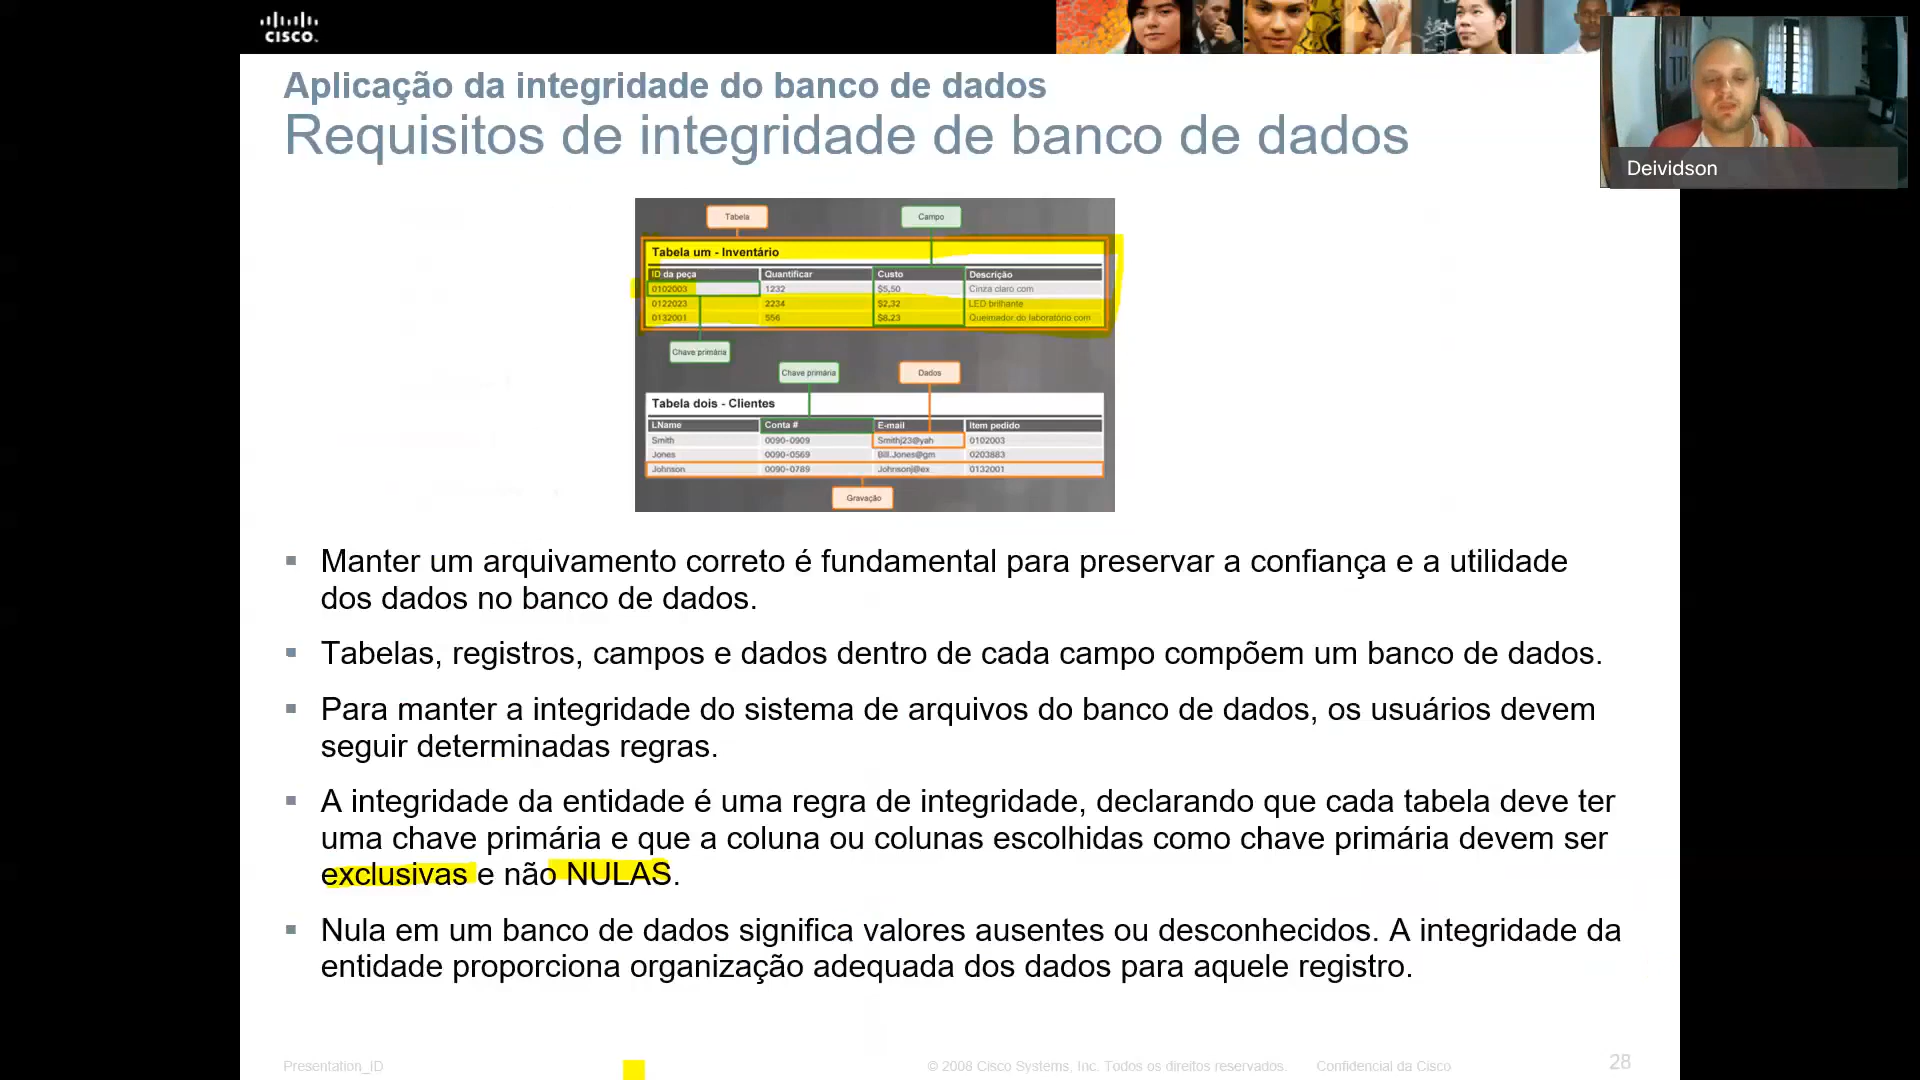 CISCO
Aplicação da integridade do banco de dados
Requisitos de integridade de banco de dados
Deividson
Tabela Campo
Tabela um - Inventário
ID da peça Quantificar Custo Descrição
0102003 1232 $5,50 Cinza claro com
0122023 2234 $2,32 LED brilhante
0132001 556 $8.23 Queimador do laboratório com
Chave primária
Chave primária Dados
Tabela dois - Clientes
LName Conta # E-mail Item pedido
Smith 0090-0909 Smithj23@yah 0102003
Jones 0090-0569 Bill.Jones@gm 0203883
Johnson 0090-0789 Johnsonj@ex 0132001
Gravação
Manter um arquivamento correto é fundamental para preservar a confiança e a utilidade
dos dados no banco de dados.
Tabelas, registros, campos e dados dentro de cada campo compõem um banco de dados.
Para manter a integridade do sistema de arquivos do banco de dados, os usuários devem
seguir determinadas regras.
A integridade da entidade é uma regra de integridade, declarando que cada tabela deve ter
uma chave primária e que a coluna ou colunas escolhidas como chave primária devem ser
exclusivas e não NULAS.
Nula em um banco de dados significa valores ausentes ou desconhecidos. A integridade da
entidade proporciona organização adequada dos dados para aquele registro.
Presentation_ID © 2008 Cisco Systems, Inc. Todos os direitos reservados. Confidencial da Cisco 28